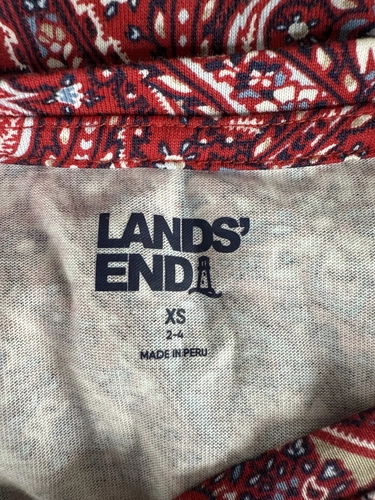 LANDS'
END
XS
2-4
MADE IN PERU